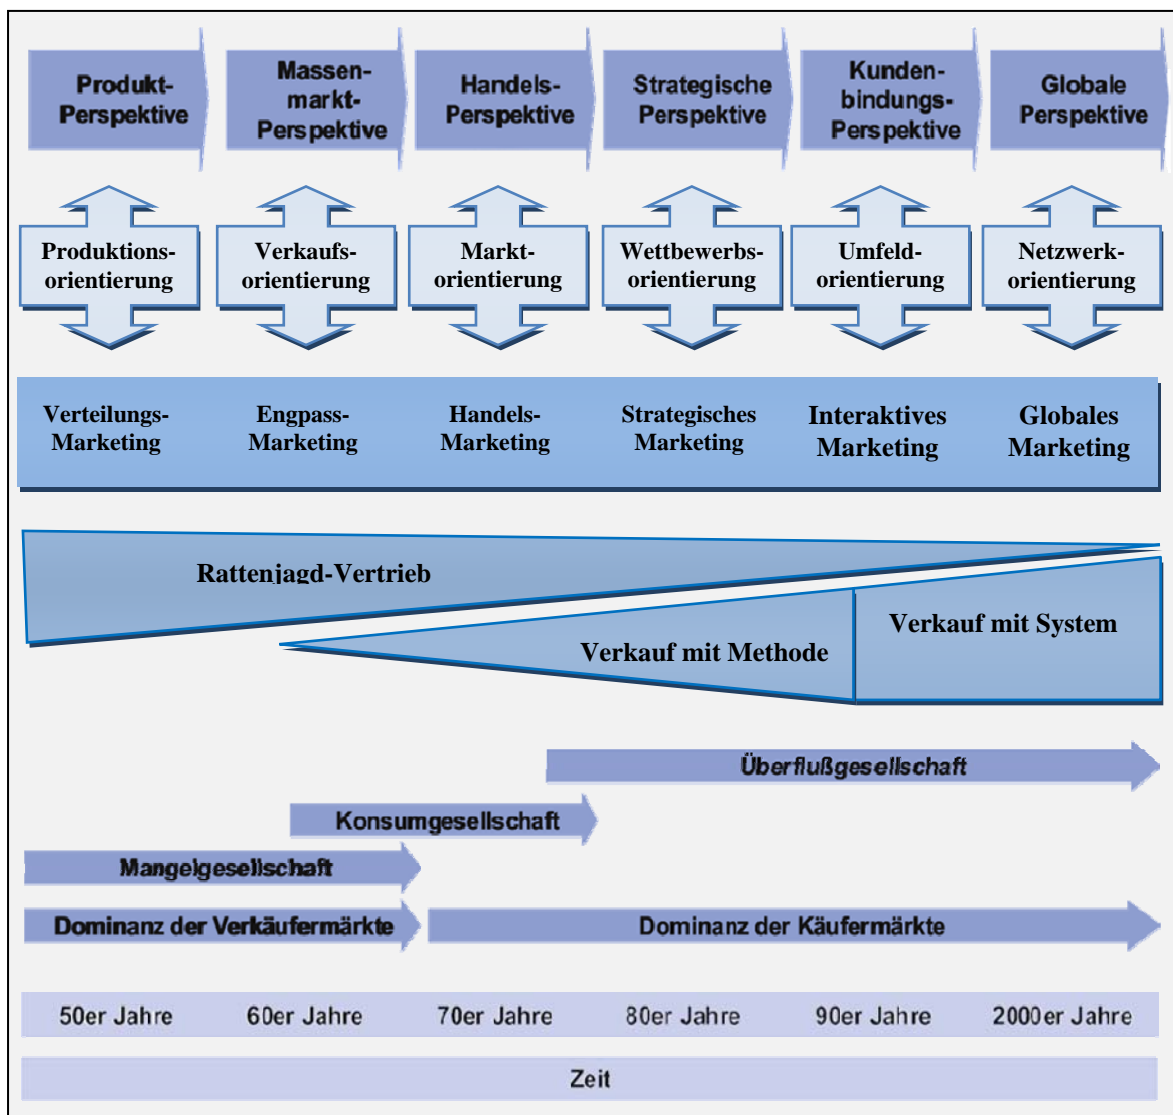 Produkt-
Perspektive
Massen-
markt-
Perspektive
Handels-
Perspektive
Strategische
Perspektive
Kunden-
bindungs-
Perspektive
Globale
Perspektive
Produktions-
orientierung
Verkaufs-
orientierung
Markt-
orientierung
Wettbewerbs-
orientierung
Umfeld-
orientierung
Netzwerk-
orientierung
Verteilungs-
Marketing
Engpass-
Marketing
Handels-
Marketing
Strategisches
Marketing
Interaktives
Marketing
Globales
Marketing
Rattenjagd-Vertrieb
Verkauf mit Methode
Verkauf mit System
Überflußgesellschaft
Konsumgesellschaft
Mangelgesellschaft
Dominanz der Verkäufermärkte
Dominanz der Käufermärkte
50er Jahre
60er Jahre
70er Jahre
80er Jahre
90er Jahre
2000er Jahre
Zeit